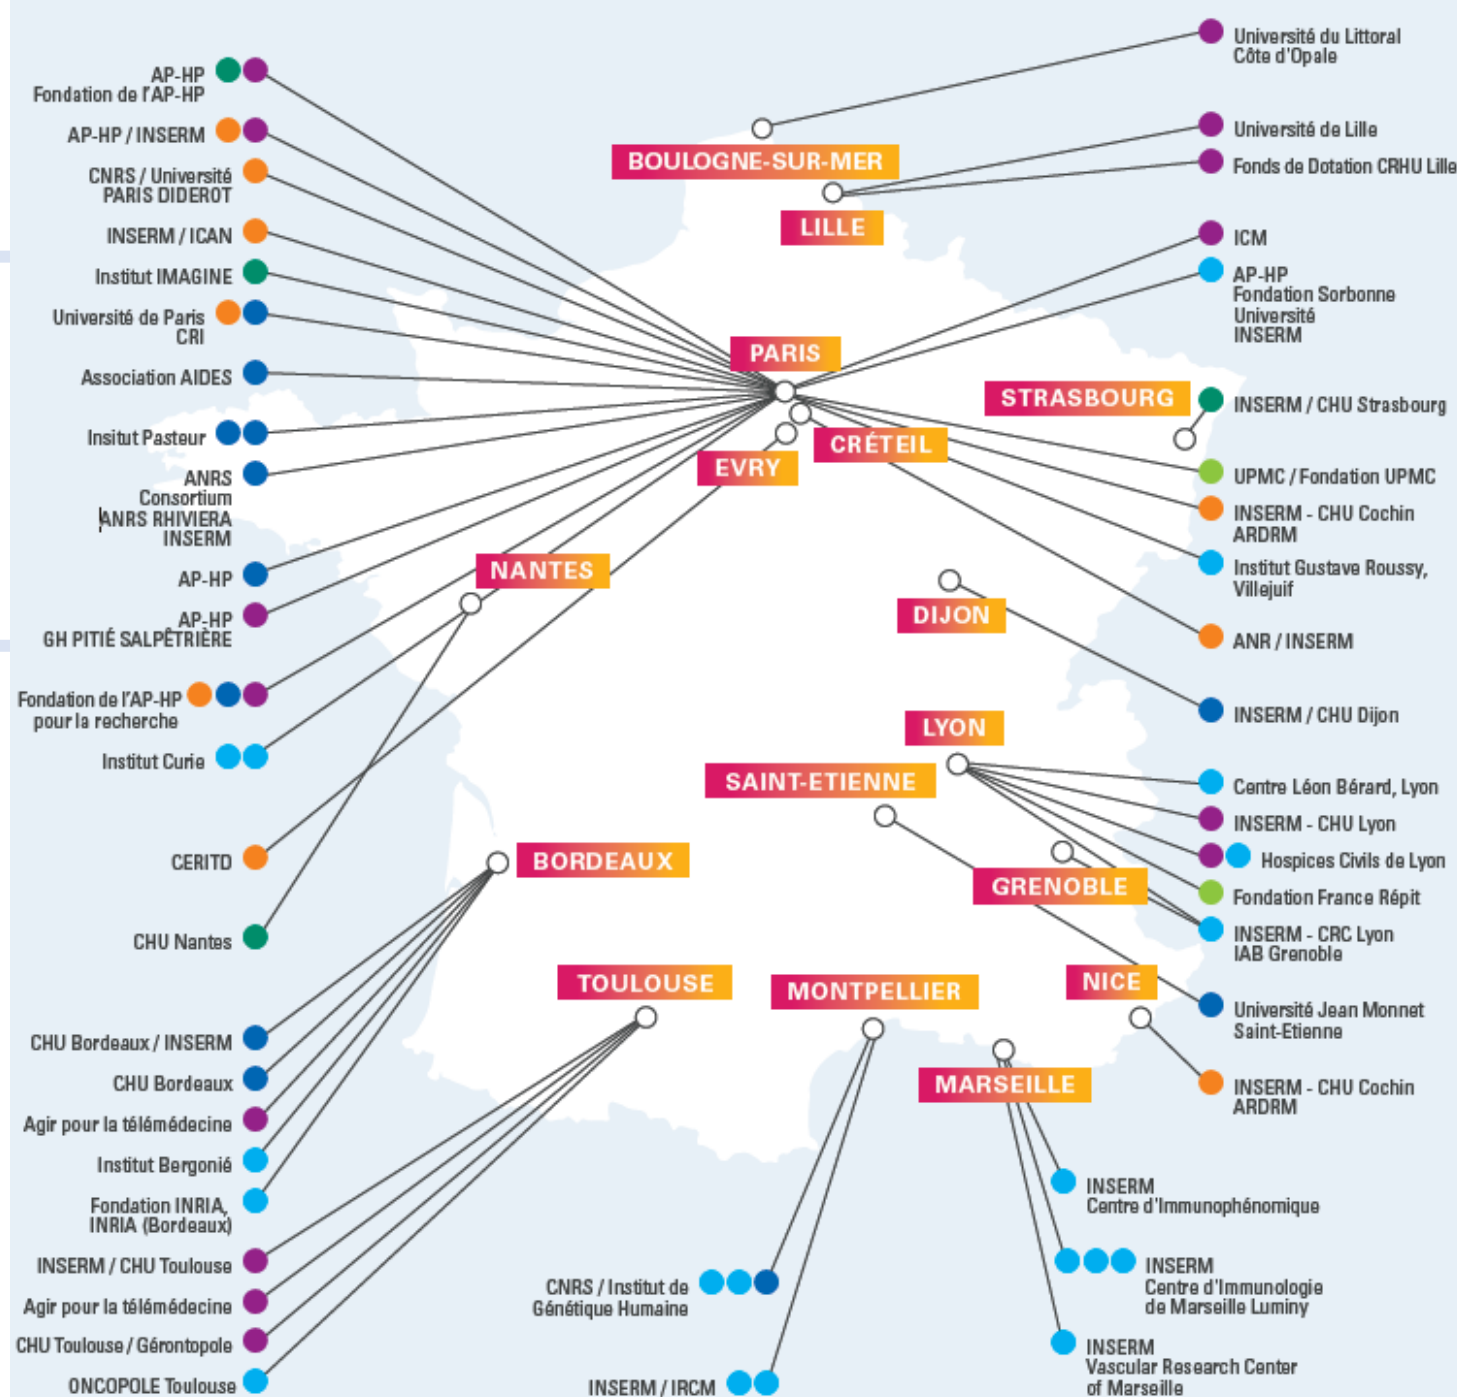 AP-HP
Fondation de l'AP-HP
AP-HP / INSERM
CNRS / Université
PARIS DIDEROT
INSERM / ICAN
Institut IMAGINE
Université de Paris
CRI
Association AIDES
Insitut Pasteur
ANRS
Consortium
ANRS RHIVIERA
INSERM
AP-HP
AP-HP
GH PITIÉ SALPÊTRIÈRE
Fondation de l'AP-HP
pour la recherche
Institut Curie
CERITD
CHU Nantes
CHU Bordeaux / INSERM
CHU Bordeaux
Agir pour la télémédecine
Institut Bergonié
Fondation INRIA,
INRIA (Bordeaux)
INSERM / CHU Toulouse
Agir pour la télémédecine
CHU Toulouse / Gérontopole
ONCOPOLE Toulouse
BOULOGNE-SUR-MER
LILLE
PARIS
STRASBOURG
CRÉTEIL
EVRY
NANTES
DIJON
LYON
SAINT-ETIENNE
BORDEAUX
GRENOBLE
TOULOUSE
MONTPELLIER
NICE
MARSEILLE
CNRS / Institut de
Génétique Humaine
INSERM / IRCM
Université du Littoral
Côte d'Opale
Université de Lille
Fonds de Dotation CRHU Lille
ICM
AP-HP
Fondation Sorbonne
Université
INSERM
INSERM / CHU Strasbourg
UPMC / Fondation UPMC
INSERM - CHU Cochin
ARDRM
Institut Gustave Roussy,
Villejuif
ANR / INSERM
INSERM / CHU Dijon
Centre Léon Bérard, Lyon
INSERM - CHU Lyon
Hospices Civils de Lyon
Fondation France Répit
INSERM - CRC Lyon
IAB Grenoble
Université Jean Monnet
Saint-Etienne
INSERM - CHU Cochin
ARDRM
INSERM
Centre d'Immunophénomique
INSERM
Centre d'Immunologie
de Marseille Luminy
INSERM
Vascular Research Center
of Marseille